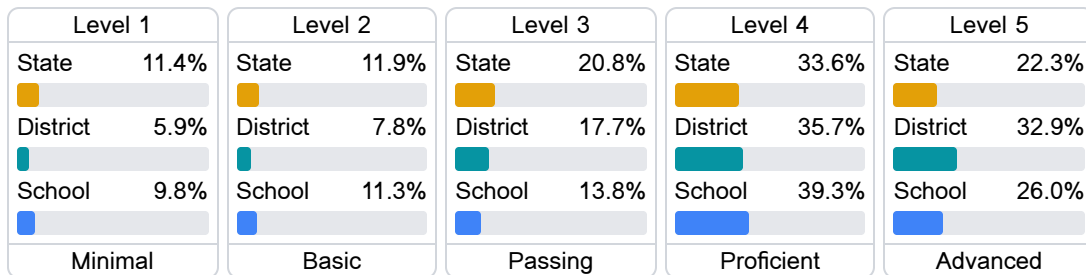 Level 1
State 11.4%
District 5.9%
School 9.8%
Minimal
Level 2
State 11.9%
District 7.8%
School 11.3%
Basic
Level 3
State 20.8%
District 17.7%
School 13.8%
Passing
Level 4
State 33.6%
District 35.7%
School 39.3%
Proficient
Level 5
State 22.3%
District 32.9%
School 26.0%
Advanced